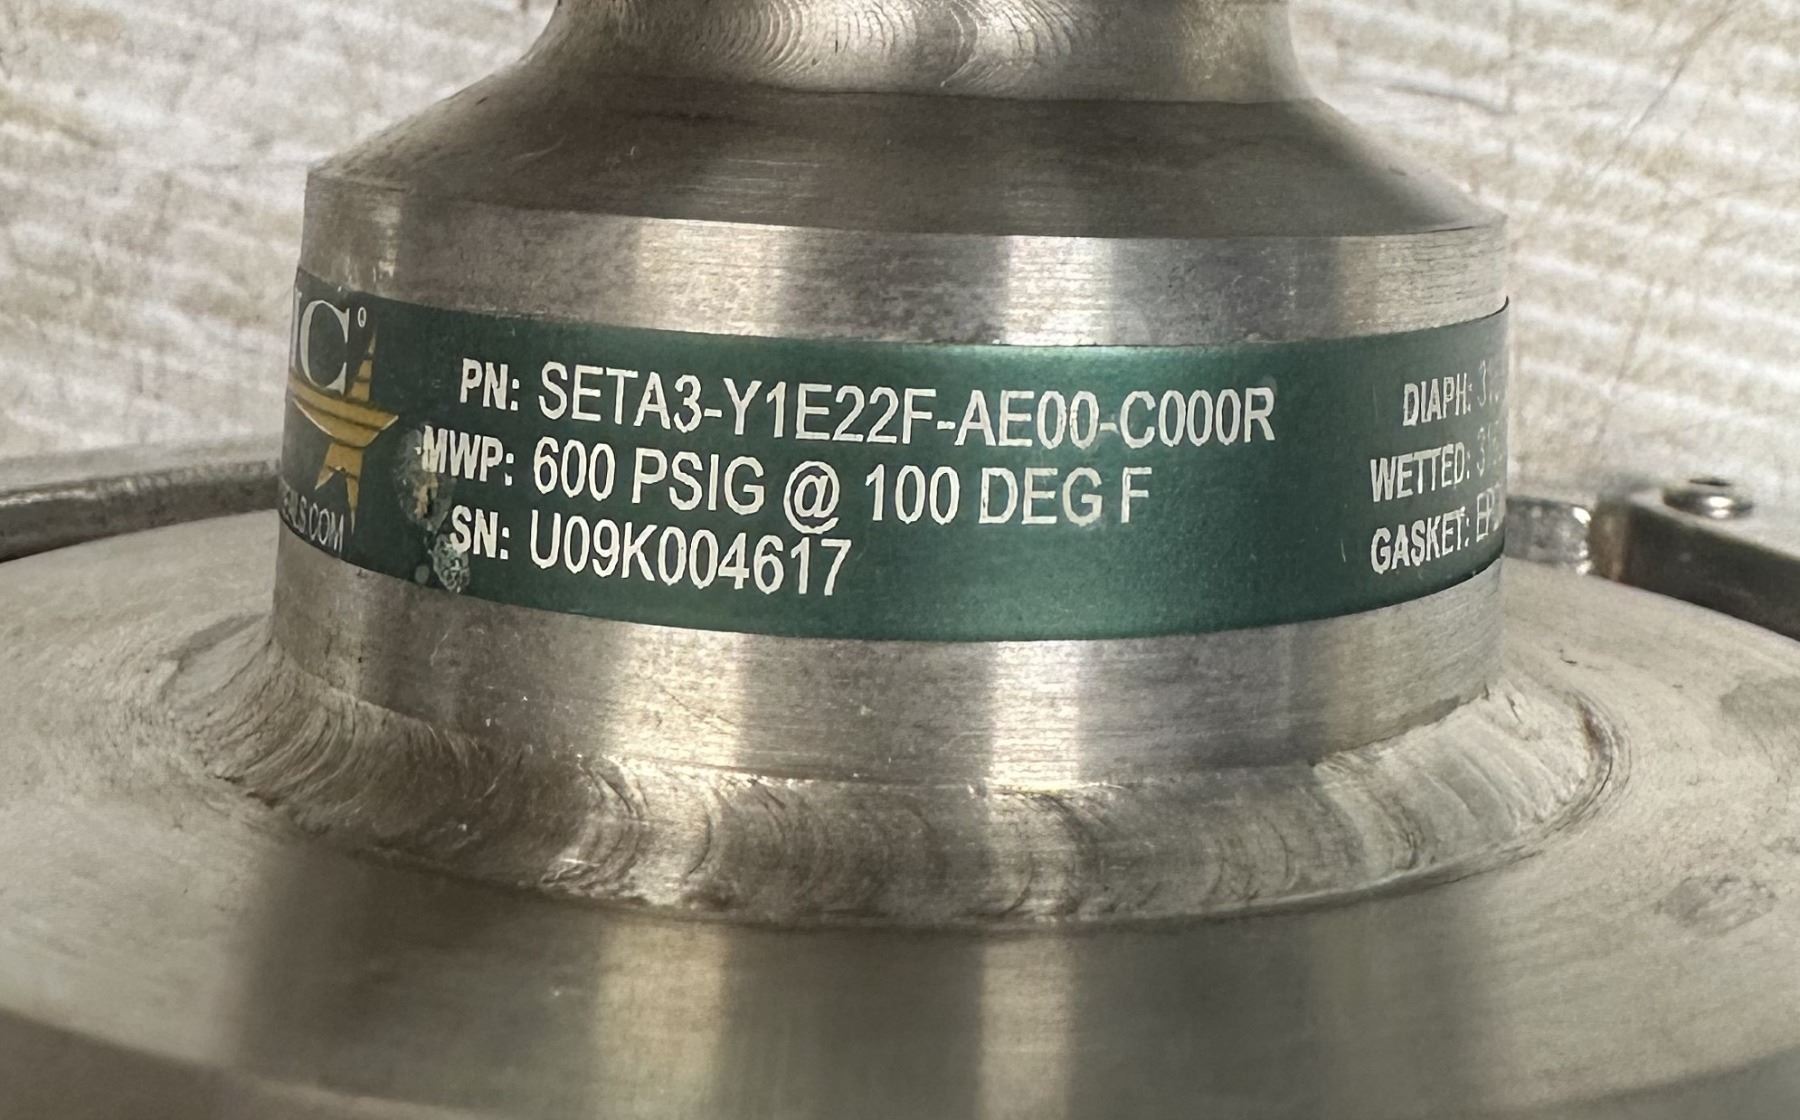 PN: SETA3-Y1E22F-AE00-C000R
MWP: 600 PSIG @ 100 DEG F
SN: U09K004617
DIAPH:
WETTED:
GASKET: